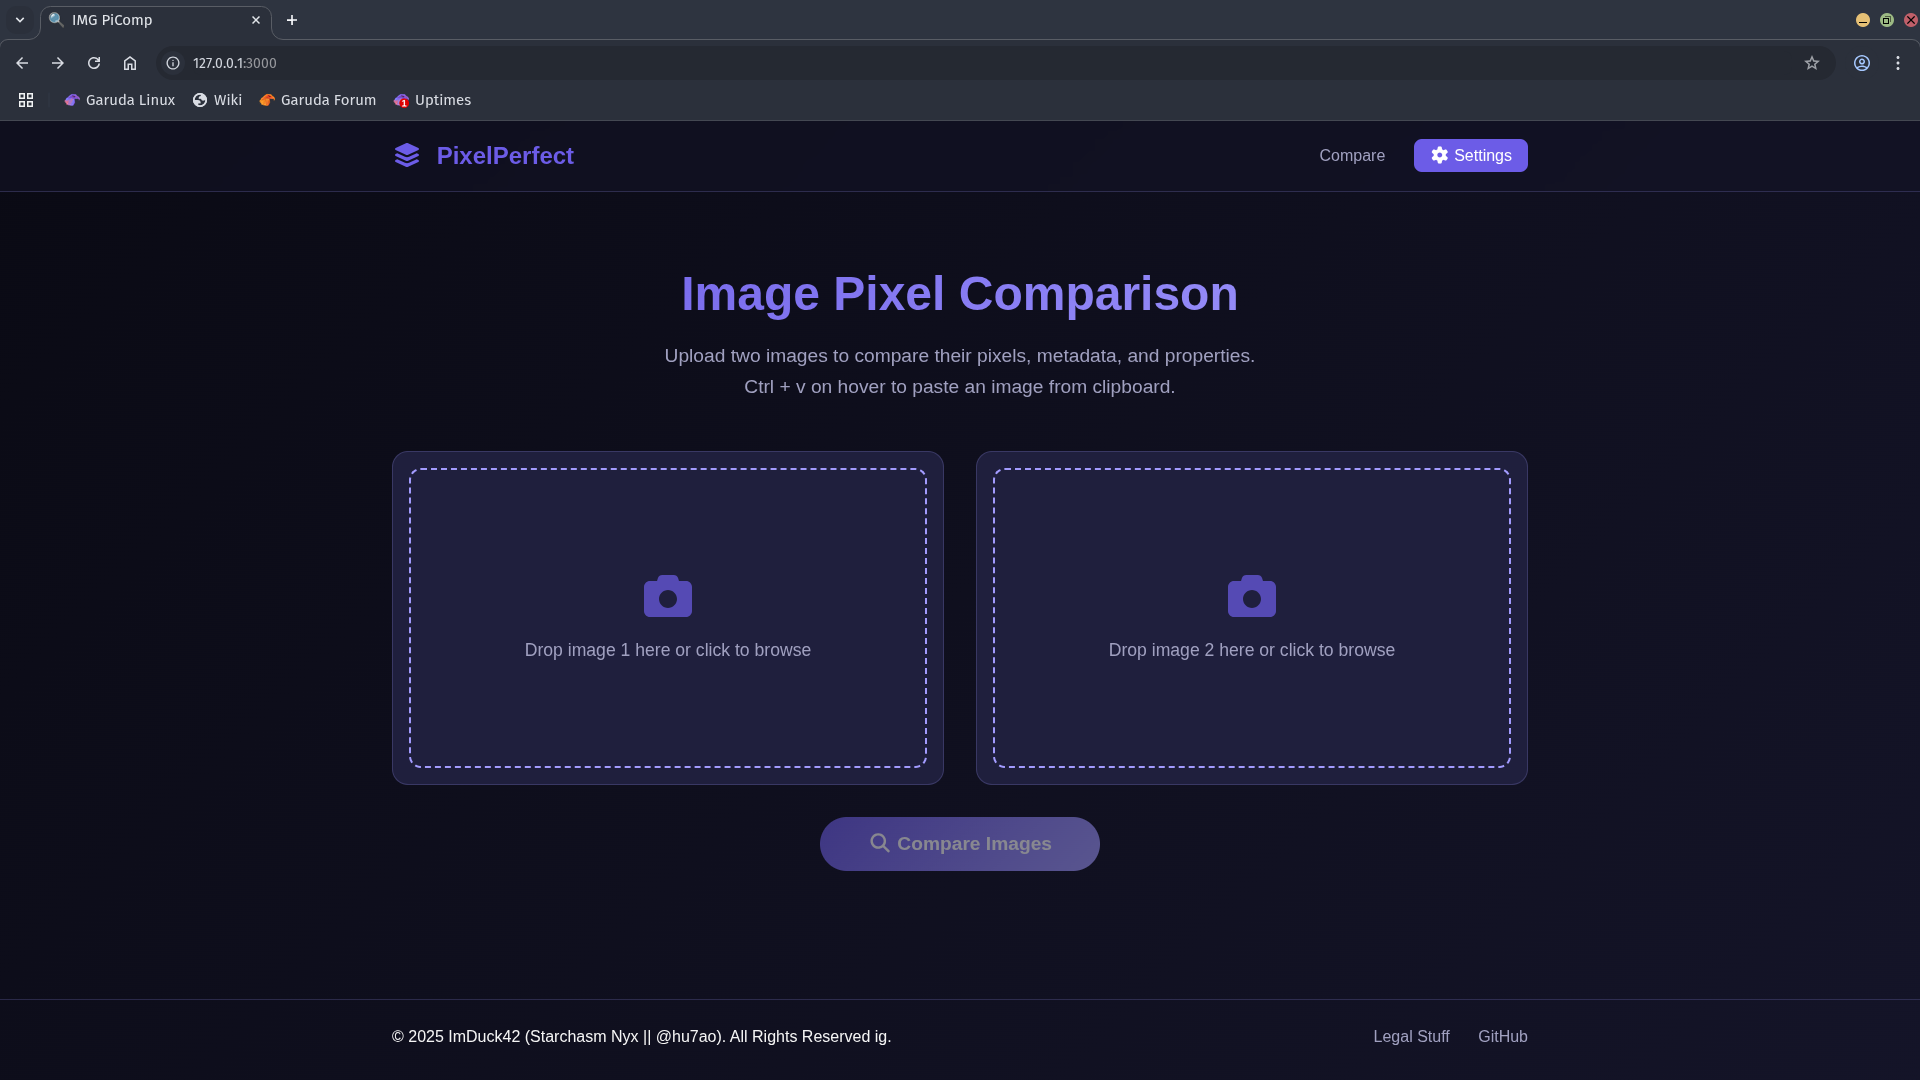 IMG PiComp
127.0.0.1:3000
Garuda Linux Wiki Garuda Forum 1 Uptimes
PixelPerfect
Compare Settings
Image Pixel Comparison
Upload two images to compare their pixels, metadata, and properties.
Ctrl + v on hover to paste an image from clipboard.
Drop image 1 here or click to browse
Drop image 2 here or click to browse
Compare Images
© 2025 ImDuck42 (Starchasm Nyx || @hu7ao). All Rights Reserved ig.
Legal Stuff GitHub